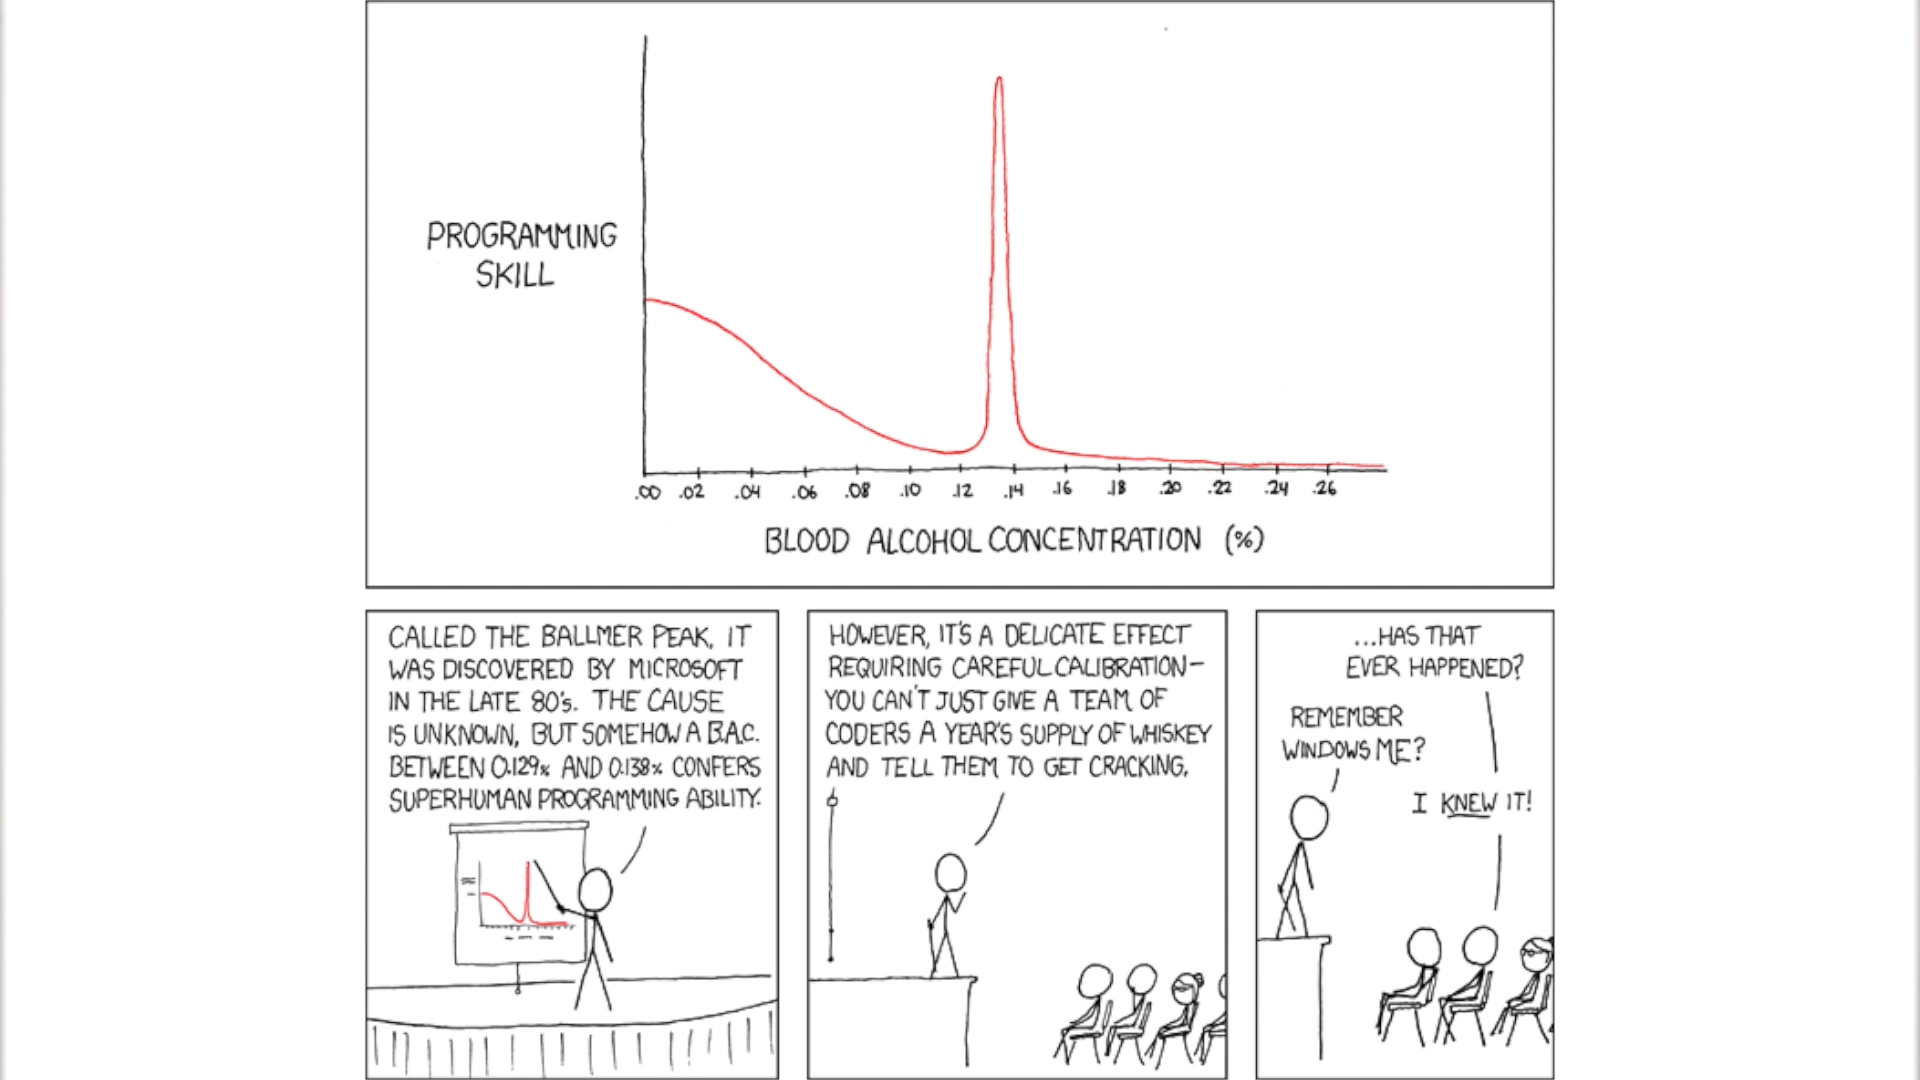 PROGRAMMING
SKILL
.00 .02 .04 .06 .08 .10 .12 .14 .16 .18 .20 .22 .24 .26
BLOOD ALCOHOL CONCENTRATION (%)
CALLED THE BALLMER PEAK, IT
WAS DISCOVERED BY MICROSOFT
IN THE LATE 80's. THE CAUSE
IS UNKNOWN, BUT SOMEHOW A B.A.C.
BETWEEN 0.129% AND 0.138% CONFERS
SUPERHUMAN PROGRAMMING ABILITY.
HOWEVER, IT'S A DELICATE EFFECT
REQUIRING CAREFUL CALIBRATION—
YOU CAN'T JUST GIVE A TEAM OF
CODERS A YEAR'S SUPPLY OF WHISKEY
AND TELL THEM TO GET CRACKING.
...HAS THAT
EVER HAPPENED?
REMEMBER
WINDOWS ME?
I KNEW IT!